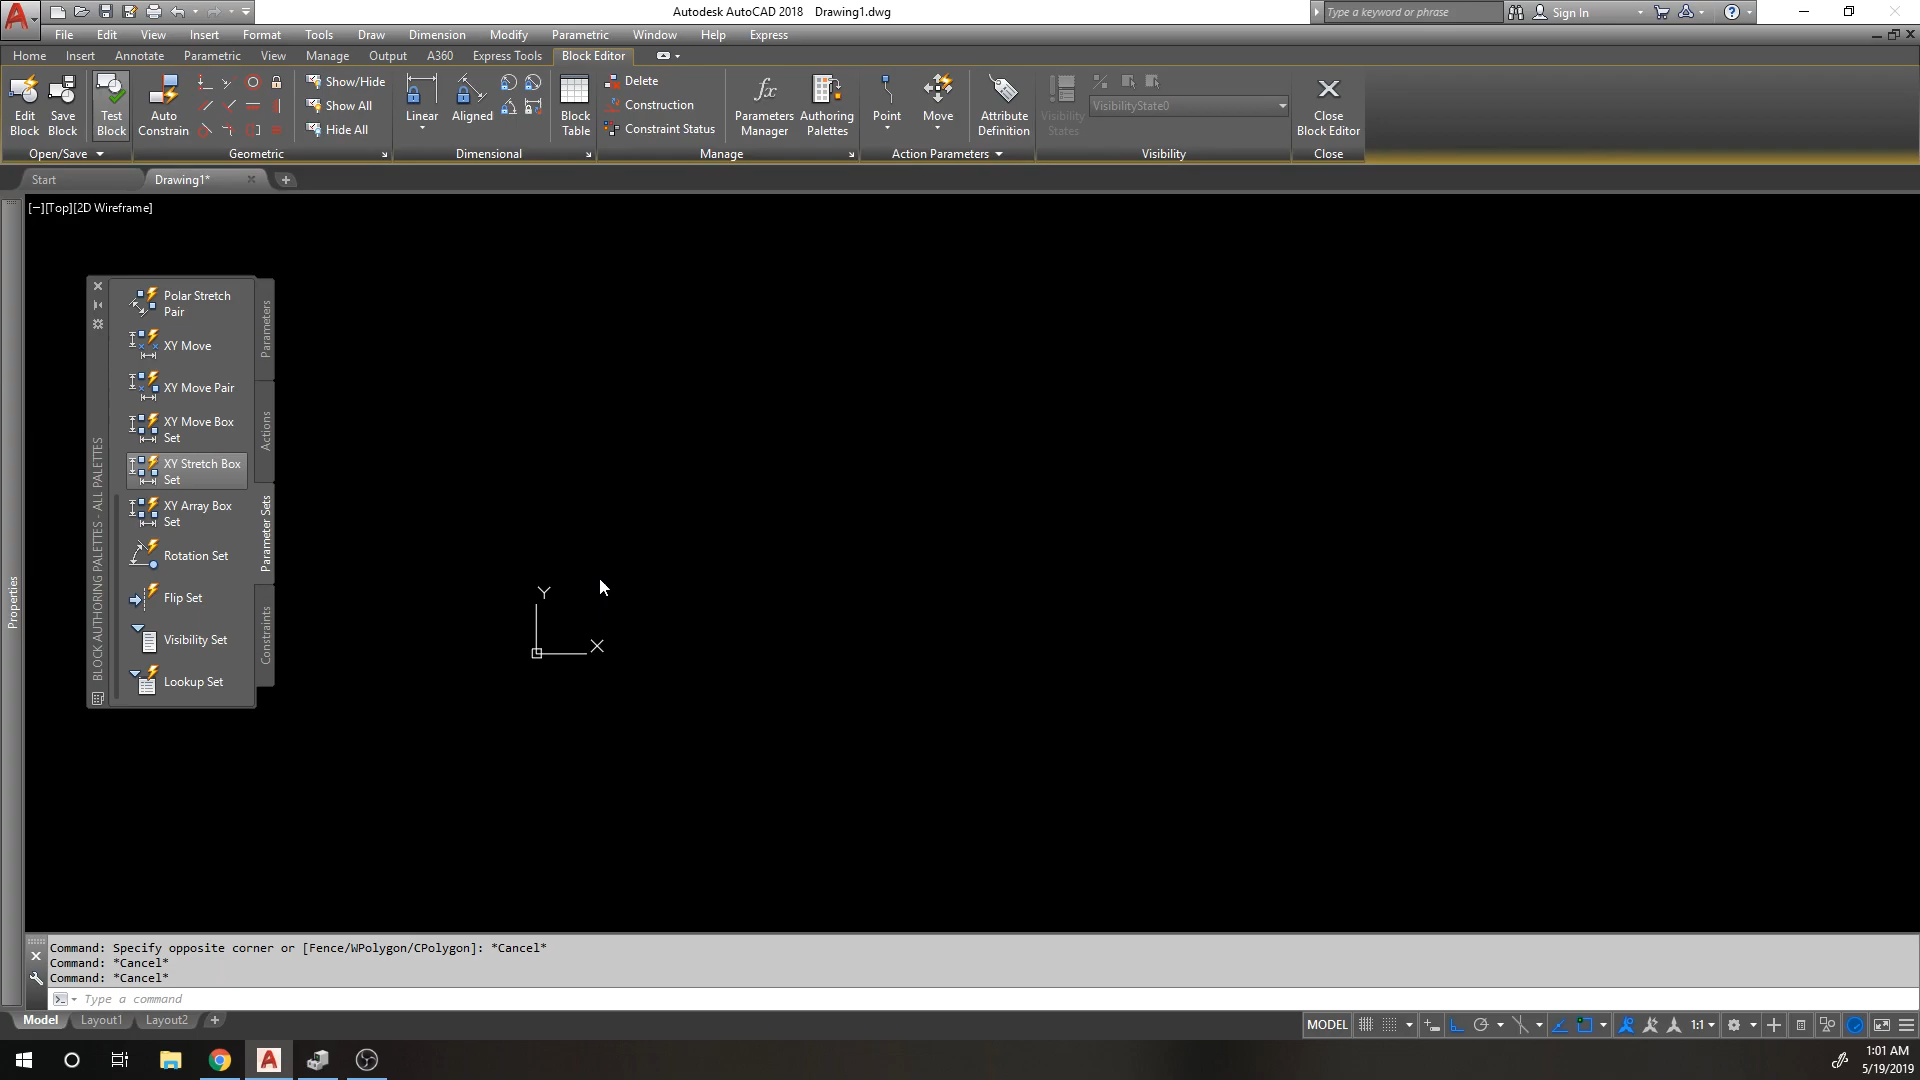 Autodesk AutoCAD 2018 Drawing1.dwg
Type a keyword or phrase
Sign In
File Edit View Insert Format Tools Draw Dimension Modify Parametric Window Help Express
Home Insert Annotate Parametric View Manage Output A360 Express Tools Block Editor
Edit Block
Save Block
Test Block
Open/Save
Auto Constrain
Show/Hide
Show All
Hide All
Geometric
Linear
Aligned
Dimensional
Block Table
Delete
Construction
Constraint Status
Parameters Manager
Authoring Palettes
Manage
Point
Move
Action Parameters
Attribute Definition
Visibility States
VisibilityState0
Visibility
Close Block Editor
Close
Start
Drawing1*
[−][Top][2D Wireframe]
Polar Stretch
Pair
XY Move
XY Move Pair
XY Move Box
Set
XY Stretch Box
Set
XY Array Box
Set
Rotation Set
Flip Set
Visibility Set
Lookup Set
Parameters
Actions
Parameter Sets
Constraints
BLOCK AUTHORING PALETTES - ALL PALETTES
Properties
Y
X
Command: Specify opposite corner or [Fence/WPolygon/CPolygon]: *Cancel*
Command: *Cancel*
Command: *Cancel*
Type a command
Model Layout1 Layout2
MODEL
1:1
1:01 AM
5/19/2019